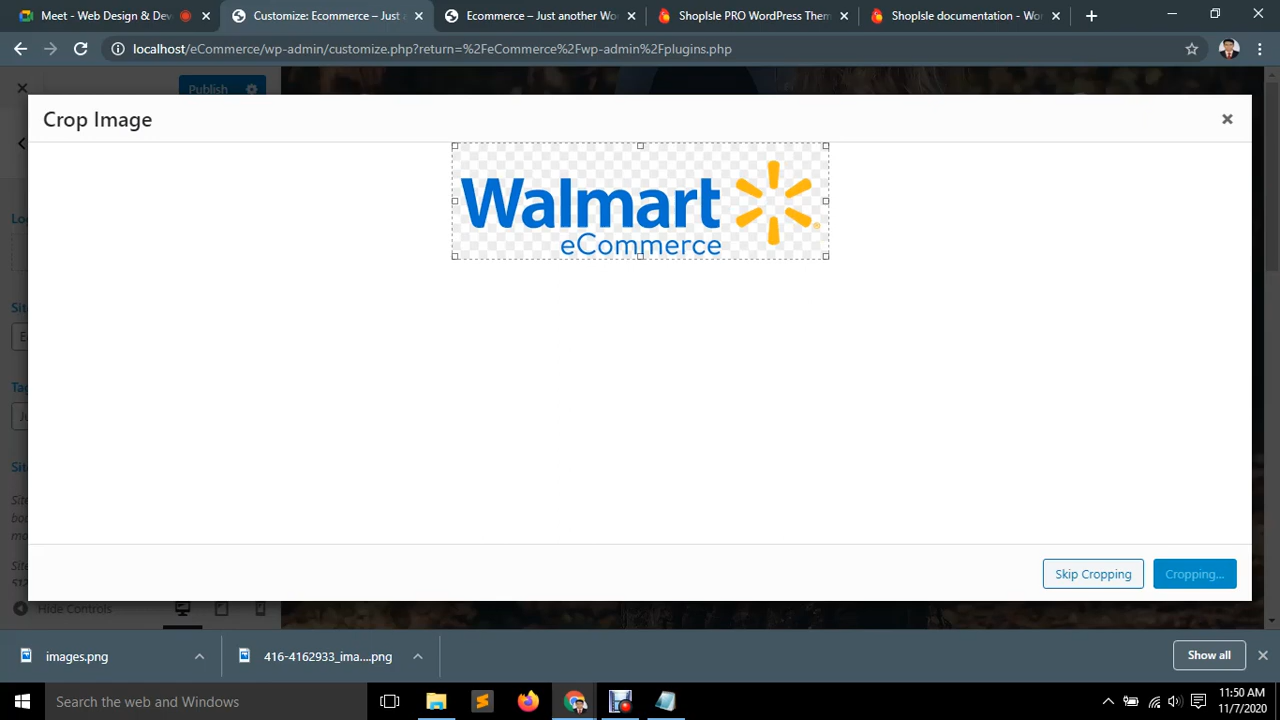 Meet - Web Design & Dev
Customize: Ecommerce – Just a
Ecommerce – Just another Wo
ShopIsle PRO WordPress Them
ShopIsle documentation - Wor
localhost/eCommerce/wp-admin/customize.php?return=%2FeCommerce%2Fwp-admin%2Fplugins.php
Publish
Crop Image
Walmart
eCommerce
Skip Cropping
Cropping...
Hide Controls
images.png
416-4162933_ima....png
Show all
Search the web and Windows
11:50 AM
11/7/2020